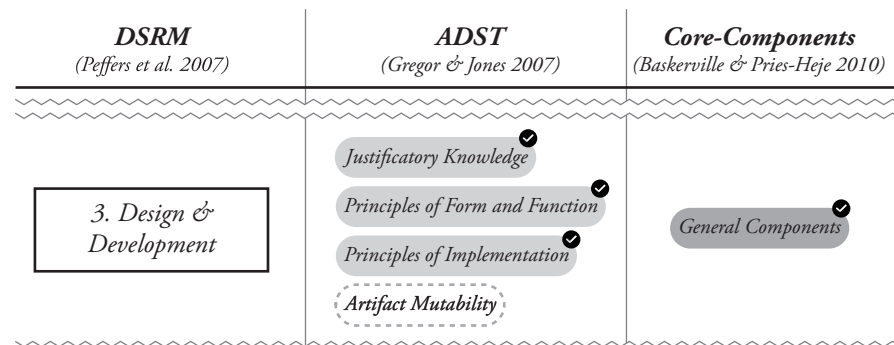 DSRM
(Peffers et al. 2007)
ADST
(Gregor & Jones 2007)
Core-Components
(Baskerville & Pries-Heje 2010)
3. Design &
Development
Justificatory Knowledge
Principles of Form and Function
Principles of Implementation
Artifact Mutability
General Components